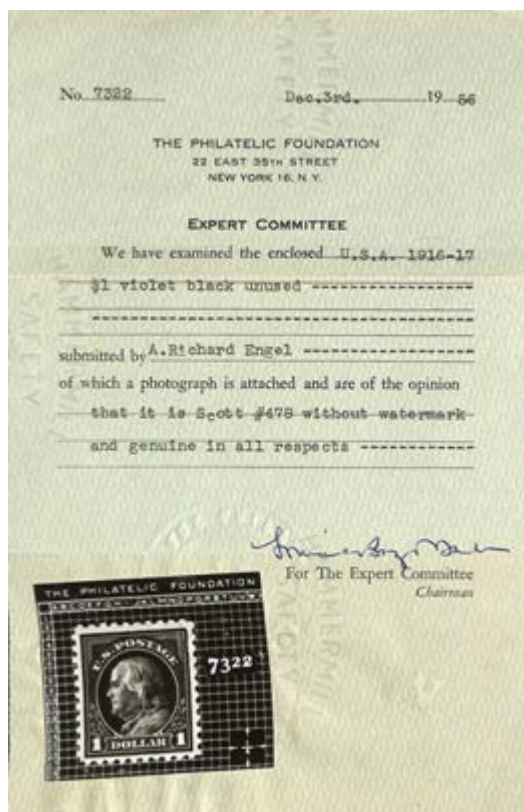 No. 7322 Dec.3rd. 19 56
THE PHILATELIC FOUNDATION
22 EAST 35TH STREET
NEW YORK 16, N. Y.
EXPERT COMMITTEE
We have examined the enclosed U.S.A. 1916-17
$1 violet black unused -----------------
submitted by A.Richard Engel -----------------
of which a photograph is attached and are of the opinion
that it is Scott #478 without watermark
and genuine in all respects ------------
For The Expert Committee
Chairman
THE PHILATELIC FOUNDATION
U.S. POSTAGE
7322
1 DOLLAR 1
HAMMERMILL
SAFETY